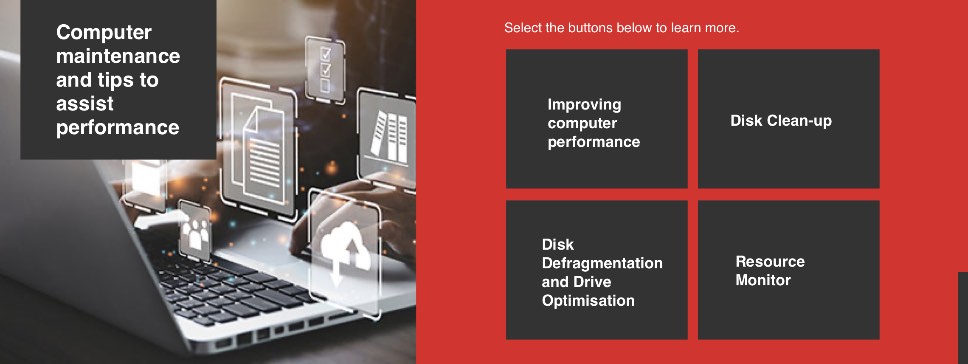 Computer
maintenance
and tips to
assist
performance
Select the buttons below to learn more.
Improving
computer
performance
Disk Clean-up
Disk
Defragmentation
and Drive
Optimisation
Resource
Monitor